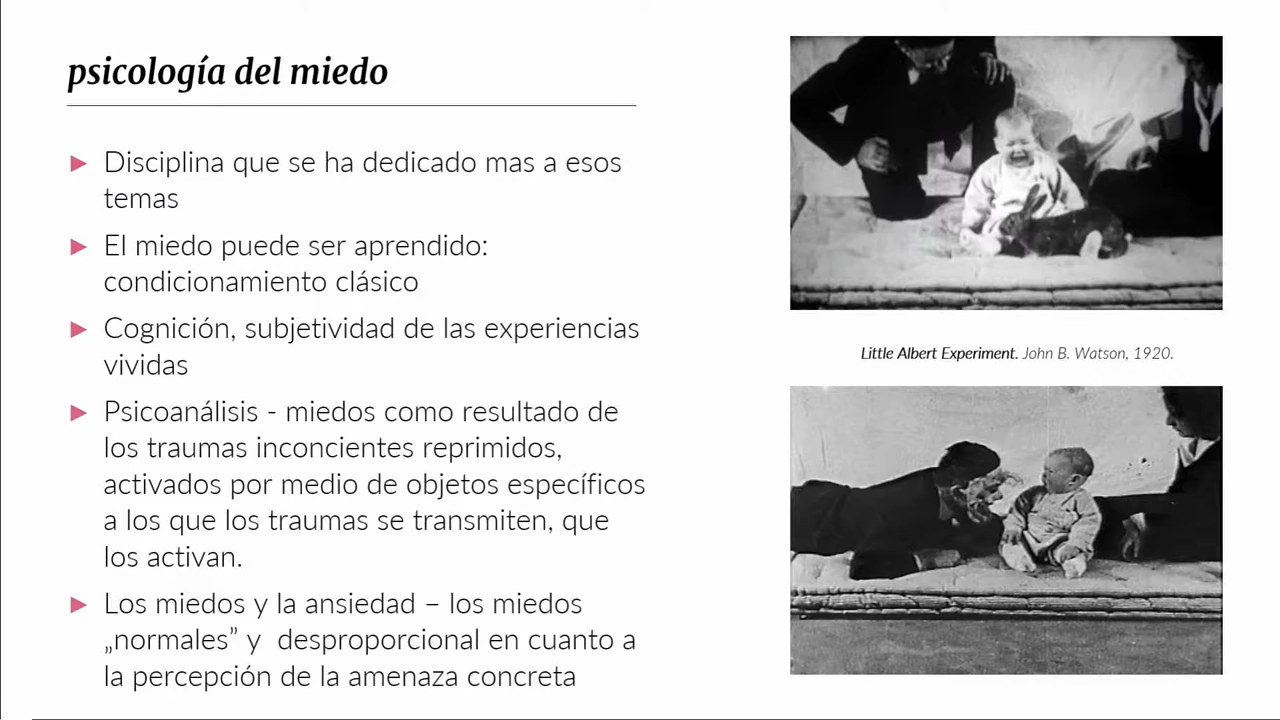 psicología del miedo
► Disciplina que se ha dedicado mas a esos
temas
► El miedo puede ser aprendido:
condicionamiento clásico
► Cognición, subjetividad de las experiencias
vividas
► Psicoanálisis - miedos como resultado de
los traumas inconcientes reprimidos,
activados por medio de objetos específicos
a los que los traumas se transmiten, que
los activan.
► Los miedos y la ansiedad – los miedos
„normales” y  desproporcional en cuanto a
la percepción de la amenaza concreta
Little Albert Experiment. John B. Watson, 1920.